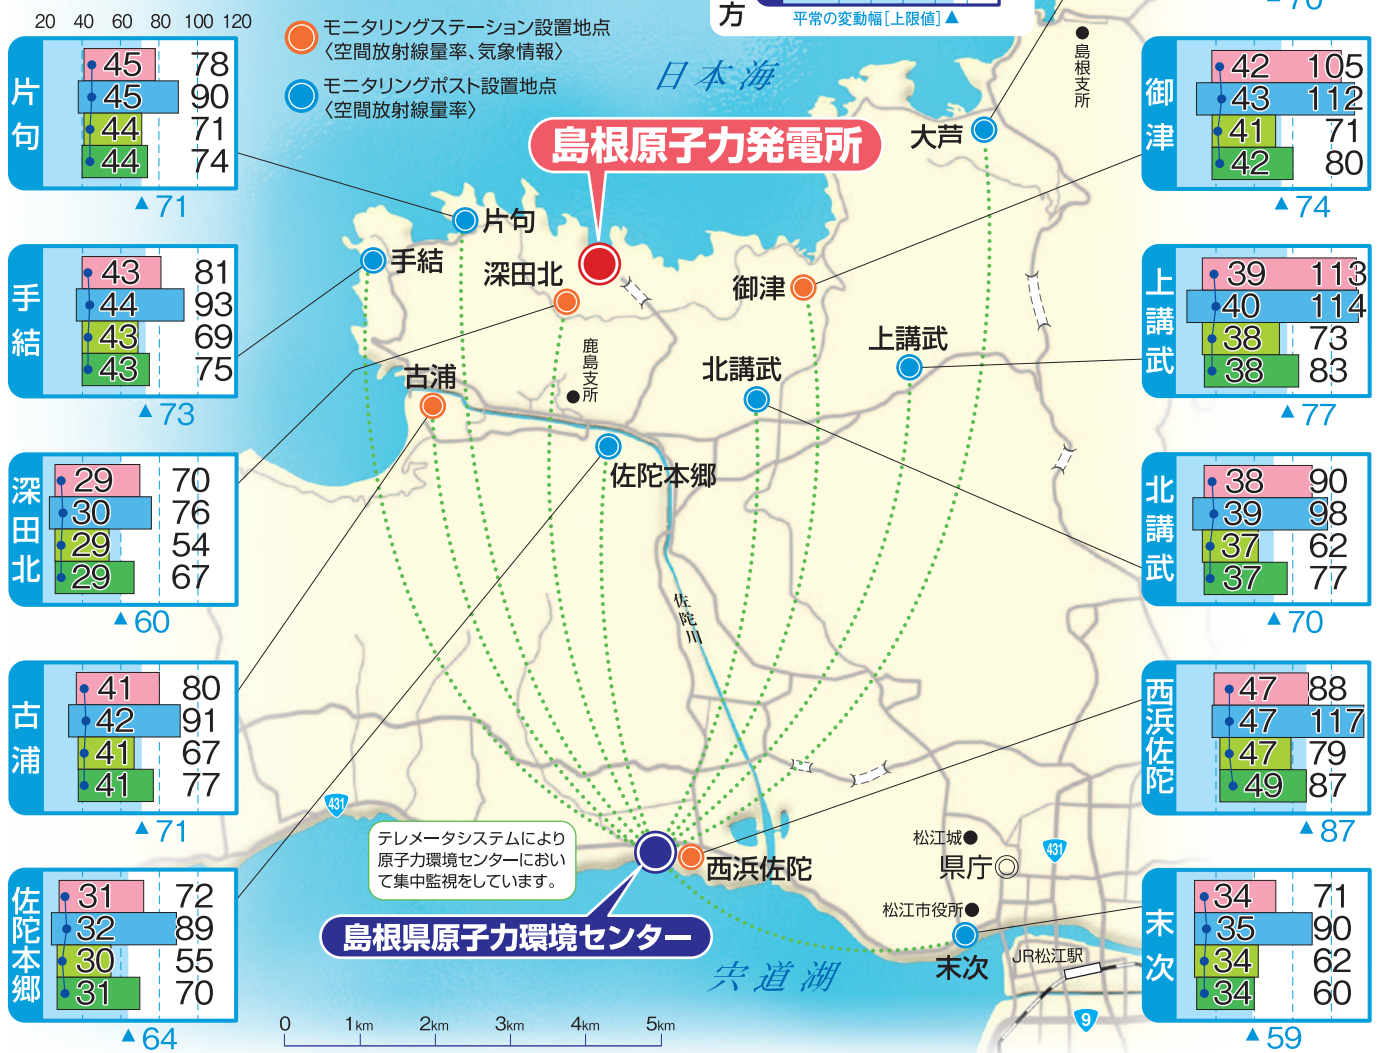 20 40 60 80 100 120
モニタリングステーション設置地点
〈空間放射線量率、気象情報〉
モニタリングポスト設置地点
〈空間放射線量率〉
方
平常の変動幅[上限値]▲
日本海
島根支所
島根原子力発電所
大芦
片句
手結
深田北
御津
鹿島支所
古浦
北講武
上講武
佐陀本郷
佐陀川
431
テレメータシステムにより
原子力環境センターにおい
て集中監視をしています。
西浜佐陀
島根県原子力環境センター
松江城
県庁
431
松江市役所
末次
JR松江駅
宍道湖
9
0 1km 2km 3km 4km 5km
片句
45 78
45 90
44 71
44 74
▲71
手結
43 81
44 93
43 69
43 75
▲73
深田北
29 70
30 76
29 54
29 67
▲60
古浦
41 80
42 91
41 67
41 77
▲71
佐陀本郷
31 72
32 89
30 55
31 70
▲64
御津
42 105
43 112
41 71
42 80
▲74
上講武
39 113
40 114
38 73
38 83
▲77
北講武
38 90
39 98
37 62
37 77
▲70
西浜佐陀
47 88
47 117
47 79
49 87
▲87
末次
34 71
35 90
34 62
34 60
▲59